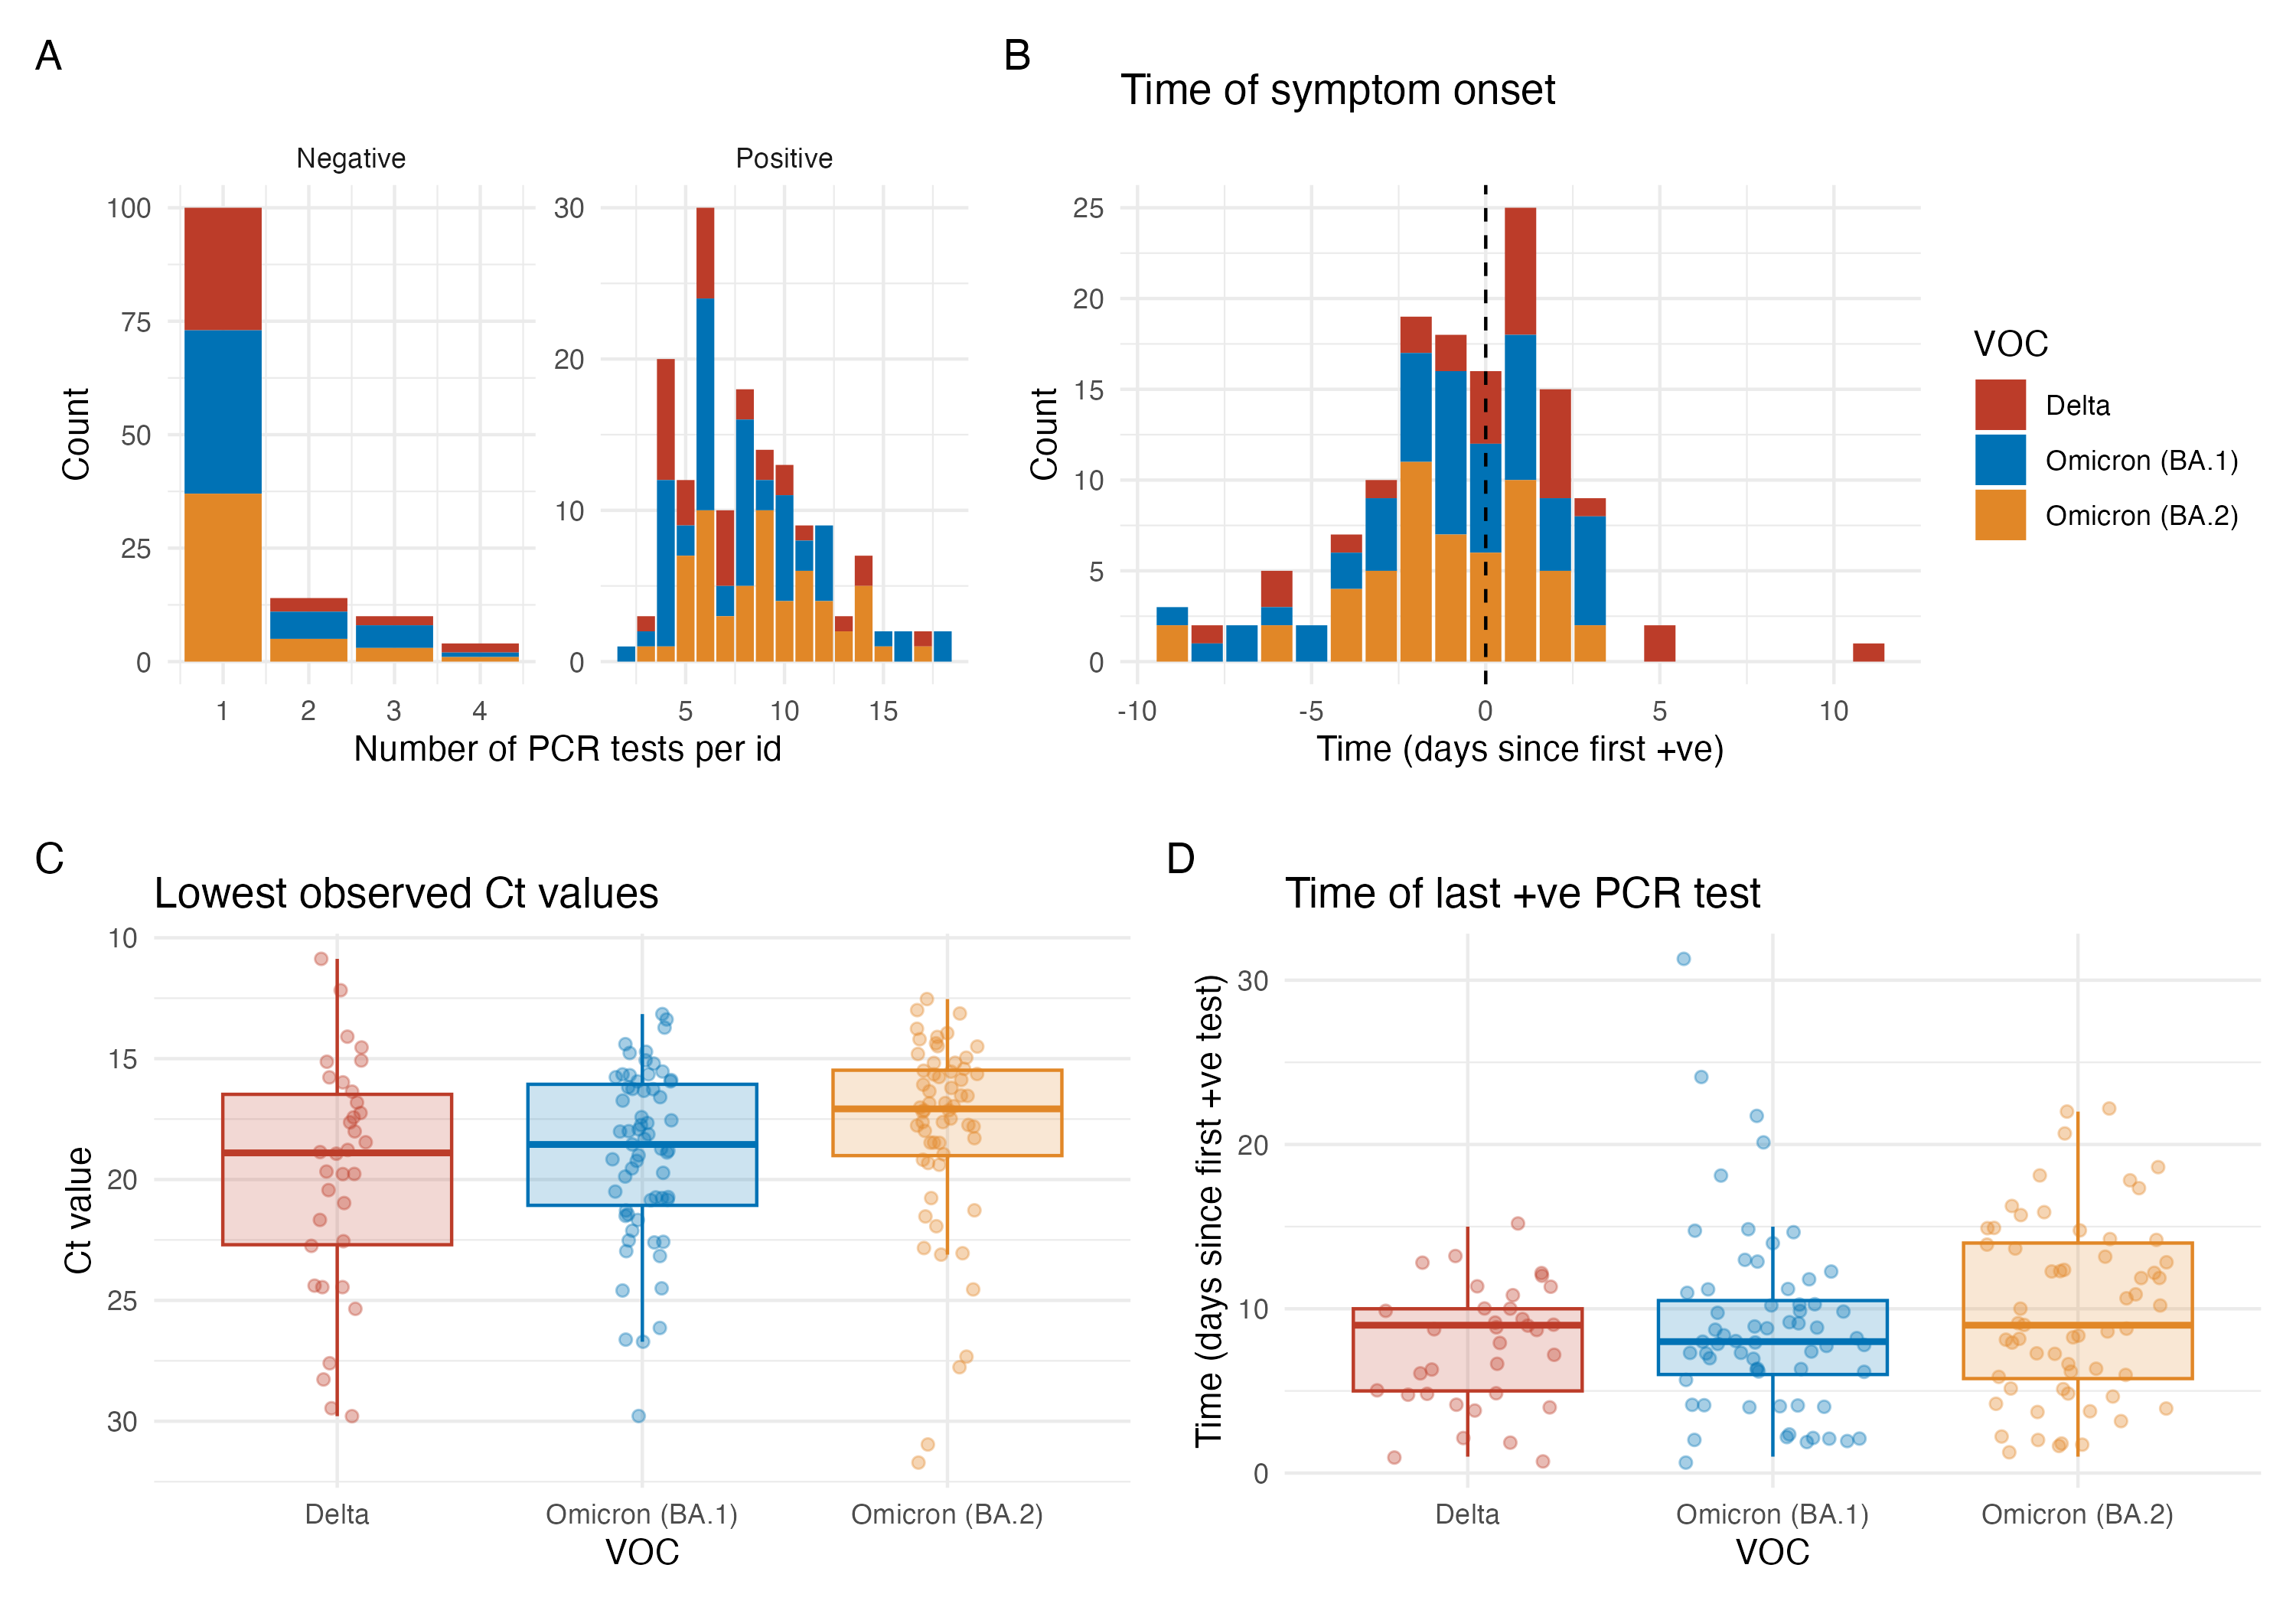 A
Negative
Positive
100
75
50
25
0
30
20
10
0
Count
1 2 3 4
5 10 15
Number of PCR tests per id
B
Time of symptom onset
25
20
15
10
5
0
Count
-10 -5 0 5 10
Time (days since first +ve)
VOC
Delta
Omicron (BA.1)
Omicron (BA.2)
C
Lowest observed Ct values
10
15
20
25
30
Ct value
Delta Omicron (BA.1) Omicron (BA.2)
VOC
D
Time of last +ve PCR test
30
20
10
0
Time (days since first +ve test)
Delta Omicron (BA.1) Omicron (BA.2)
VOC